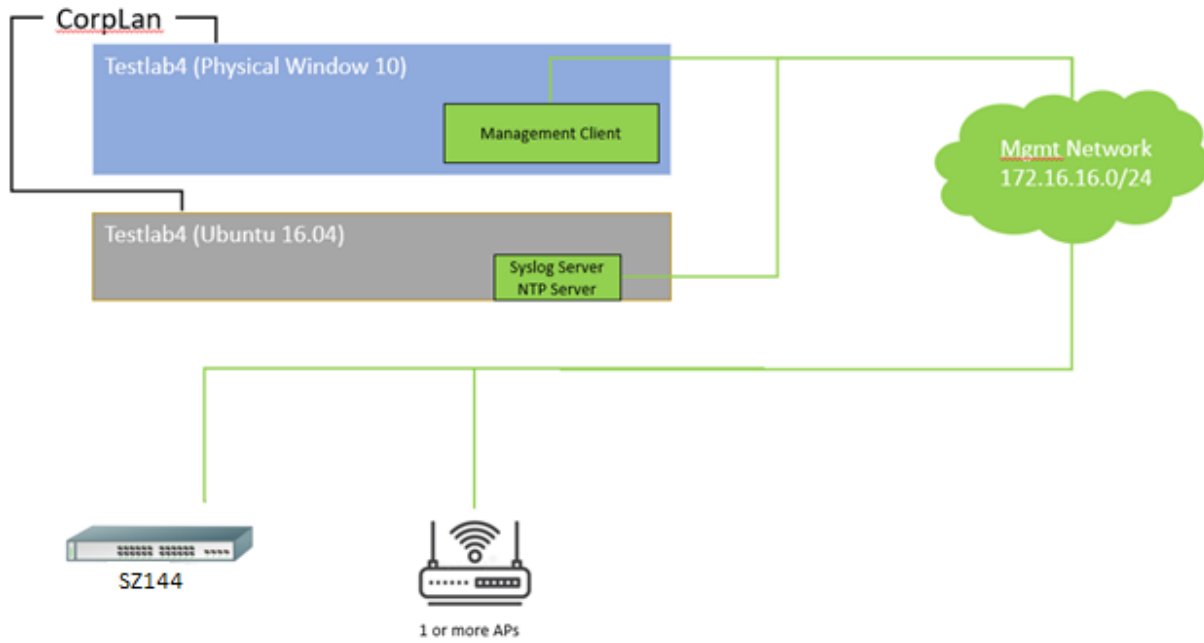 CorpLan
Testlab4 (Physical Window 10)
Management Client
Mgmt Network
172.16.16.0/24
Testlab4 (Ubuntu 16.04)
Syslog Server
NTP Server
SZ144
1 or more APs